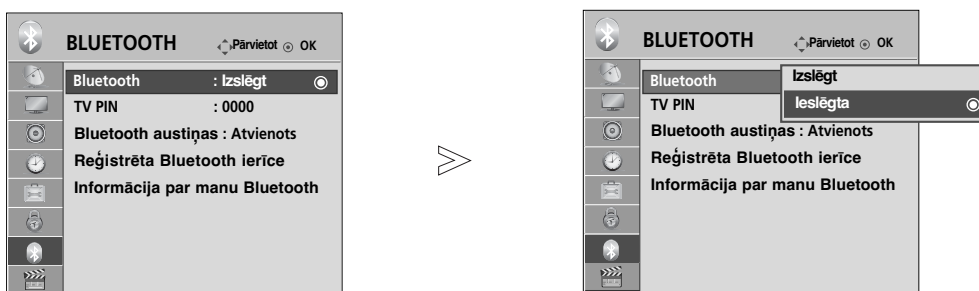 BLUETOOTH Pārvietot OK
Bluetooth : Izslēgt
TV PIN : 0000
Bluetooth austiņas : Atvienots
Reģistrēta Bluetooth ierīce
Informācija par manu Bluetooth
BLUETOOTH Pārvietot OK
Bluetooth Izslēgt
Ieslēgta
TV PIN
Bluetooth austiņas : Atvienots
Reģistrēta Bluetooth ierīce
Informācija par manu Bluetooth